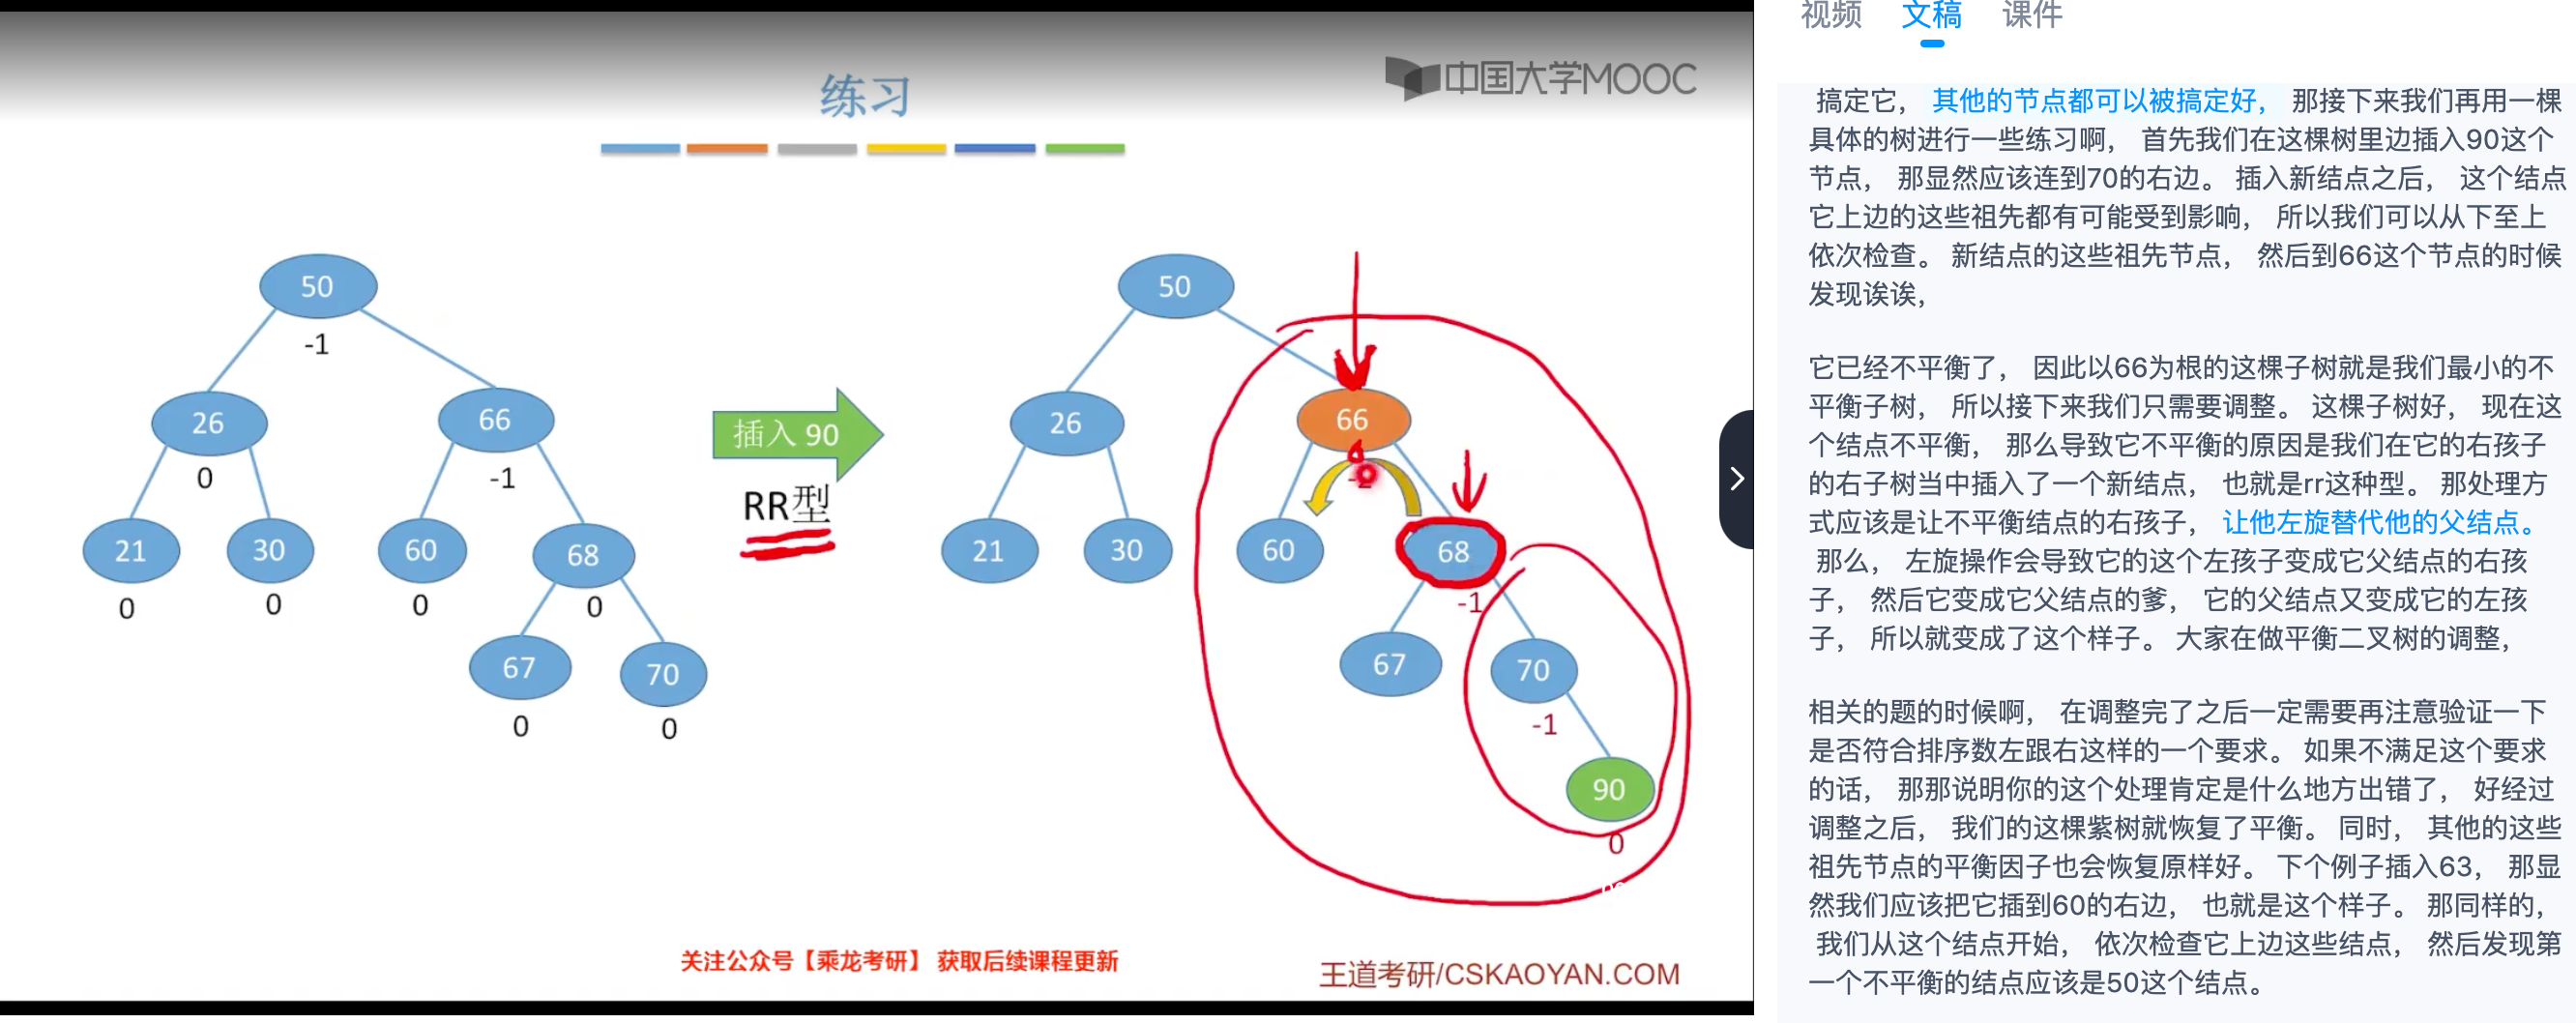 练习
中国大学MOOC
50
-1
26
66
0
-1
21
30
60
68
0
0
0
0
67
70
0
0
插入 90
RR型
50
26
66
-2
21
30
60
68
-1
67
70
-1
90
0
关注公众号【乘龙考研】 获取后续课程更新
王道考研/CSKAOYAN.COM
视频 文稿 课件
搞定它， 其他的节点都可以被搞定好， 那接下来我们再用一棵
具体的树进行一些练习啊， 首先我们在这棵树里边插入90这个
节点， 那显然应该连到70的右边。 插入新结点之后， 这个结点
它上边的这些祖先都有可能受到影响， 所以我们可以从下至上
依次检查。 新结点的这些祖先节点， 然后到66这个节点的时候
发现诶诶，
它已经不平衡了， 因此以66为根的这棵子树就是我们最小的不
平衡子树， 所以接下来我们只需要调整。 这棵子树好， 现在这
个结点不平衡， 那么导致它不平衡的原因是我们在它的右孩子
的右子树当中插入了一个新结点， 也就是rr这种型。 那处理方
式应该是让不平衡结点的右孩子， 让他左旋替代他的父结点。
那么， 左旋操作会导致它的这个左孩子变成它父结点的右孩
子， 然后它变成它父结点的爹， 它的父结点又变成它的左孩
子， 所以就变成了这个样子。 大家在做平衡二叉树的调整，
相关的题的时候啊， 在调整完了之后一定需要再注意验证一下
是否符合排序数左跟右这样的一个要求。 如果不满足这个要求
的话， 那那说明你的这个处理肯定是什么地方出错了， 好经过
调整之后， 我们的这棵紫树就恢复了平衡。 同时， 其他的这些
祖先节点的平衡因子也会恢复原样好。 下个例子插入63， 那显
然我们应该把它插到60的右边， 也就是这个样子。 那同样的，
我们从这个结点开始， 依次检查它上边这些结点， 然后发现第
一个不平衡的结点应该是50这个结点。